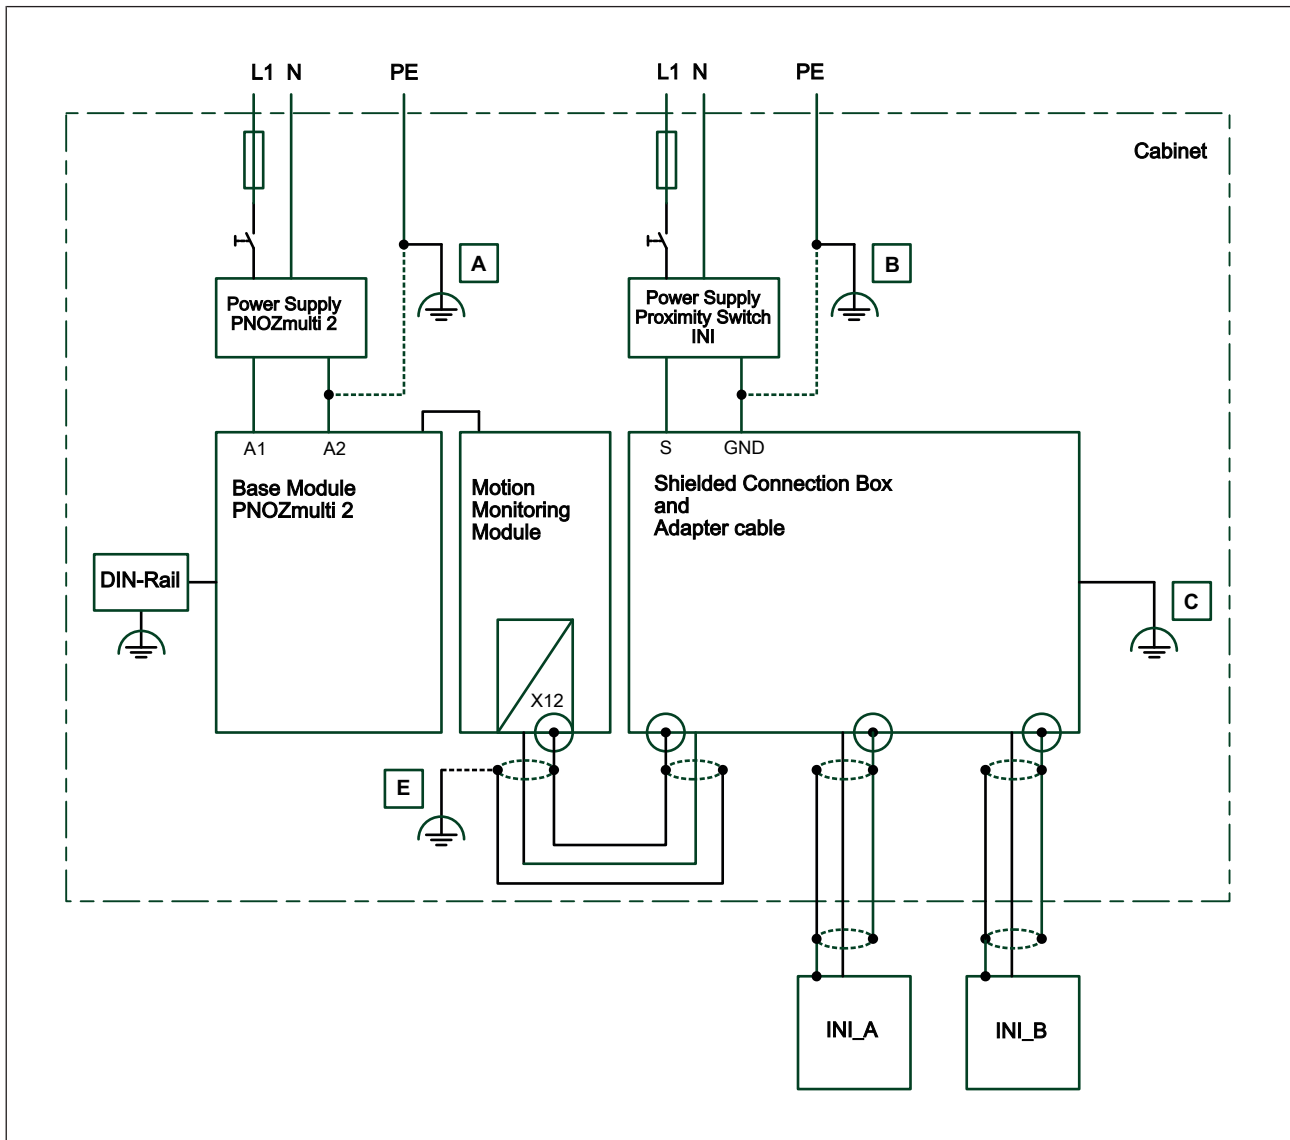 L1 N PE
L1 N PE
Cabinet
A
B
Power Supply
PNOZmulti 2
Power Supply
Proximity Switch
INI
A1 A2
S GND
Base Module
PNOZmulti 2
Motion
Monitoring
Module
Shielded Connection Box
and
Adapter cable
DIN-Rail
C
X12
E
INI_A
INI_B